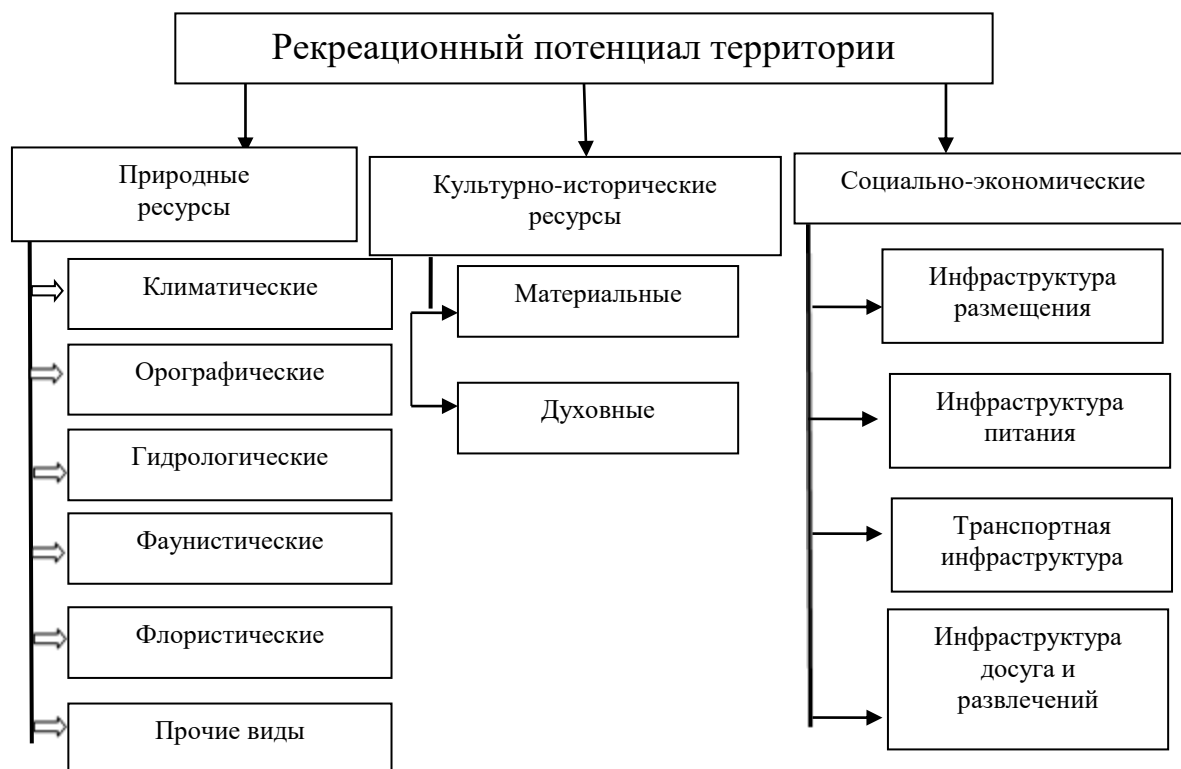 Рекреационный потенциал территории
Природные
ресурсы
Климатические
Орографические
Гидрологические
Фаунистические
Флористические
Прочие виды
Культурно-исторические
ресурсы
Материальные
Духовные
Социально-экономические
Инфраструктура
размещения
Инфраструктура
питания
Транспортная
инфраструктура
Инфраструктура
досуга и
развлечений